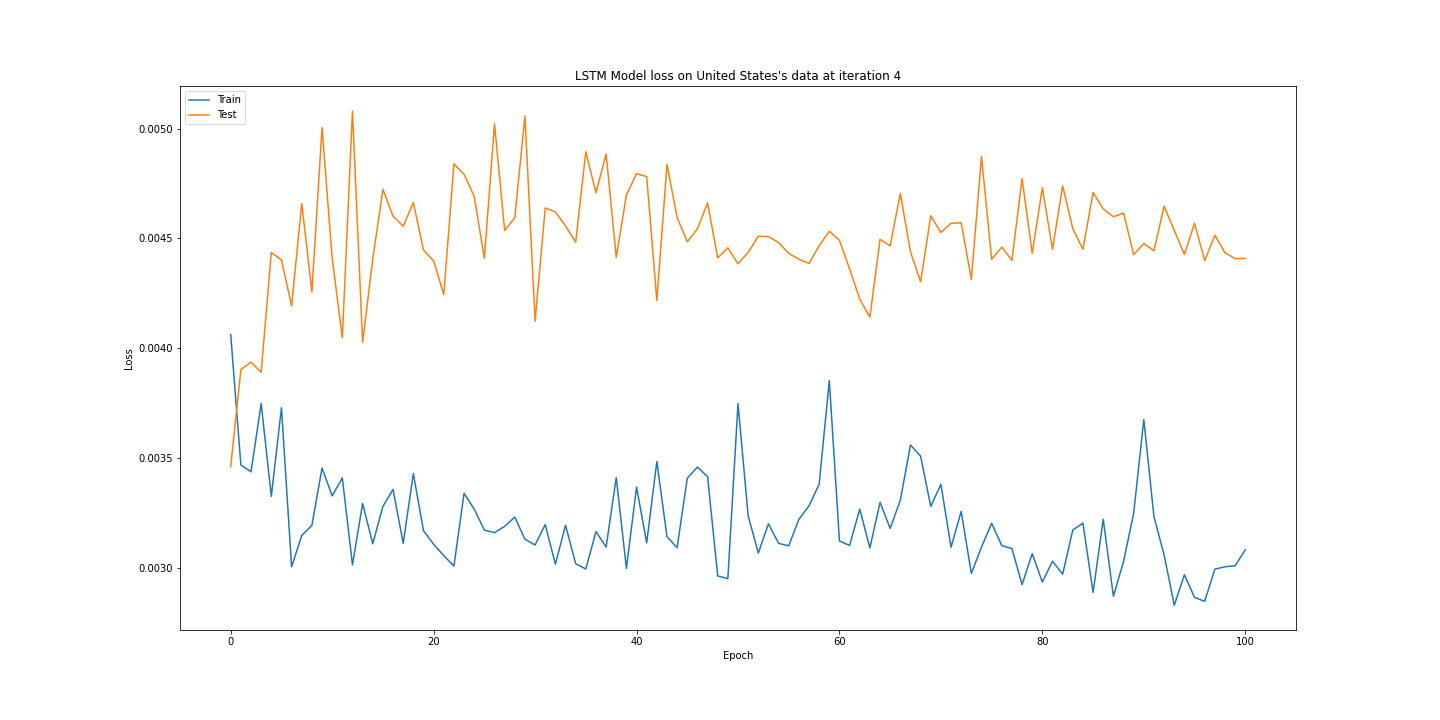 LSTM Model loss on United States's data at iteration 4
Train
Test
0.0050
0.0045
0.0040
0.0035
0.0030
Loss
0 20 40 60 80 100
Epoch